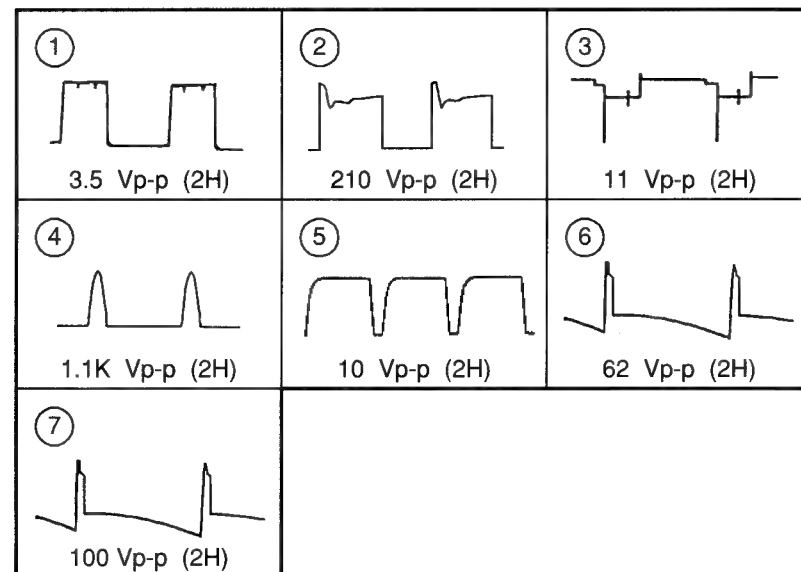 1
2
3
3.5 Vp-p (2H)
210 Vp-p (2H)
11 Vp-p (2H)
4
5
6
1.1K Vp-p (2H)
10 Vp-p (2H)
62 Vp-p (2H)
7
100 Vp-p (2H)